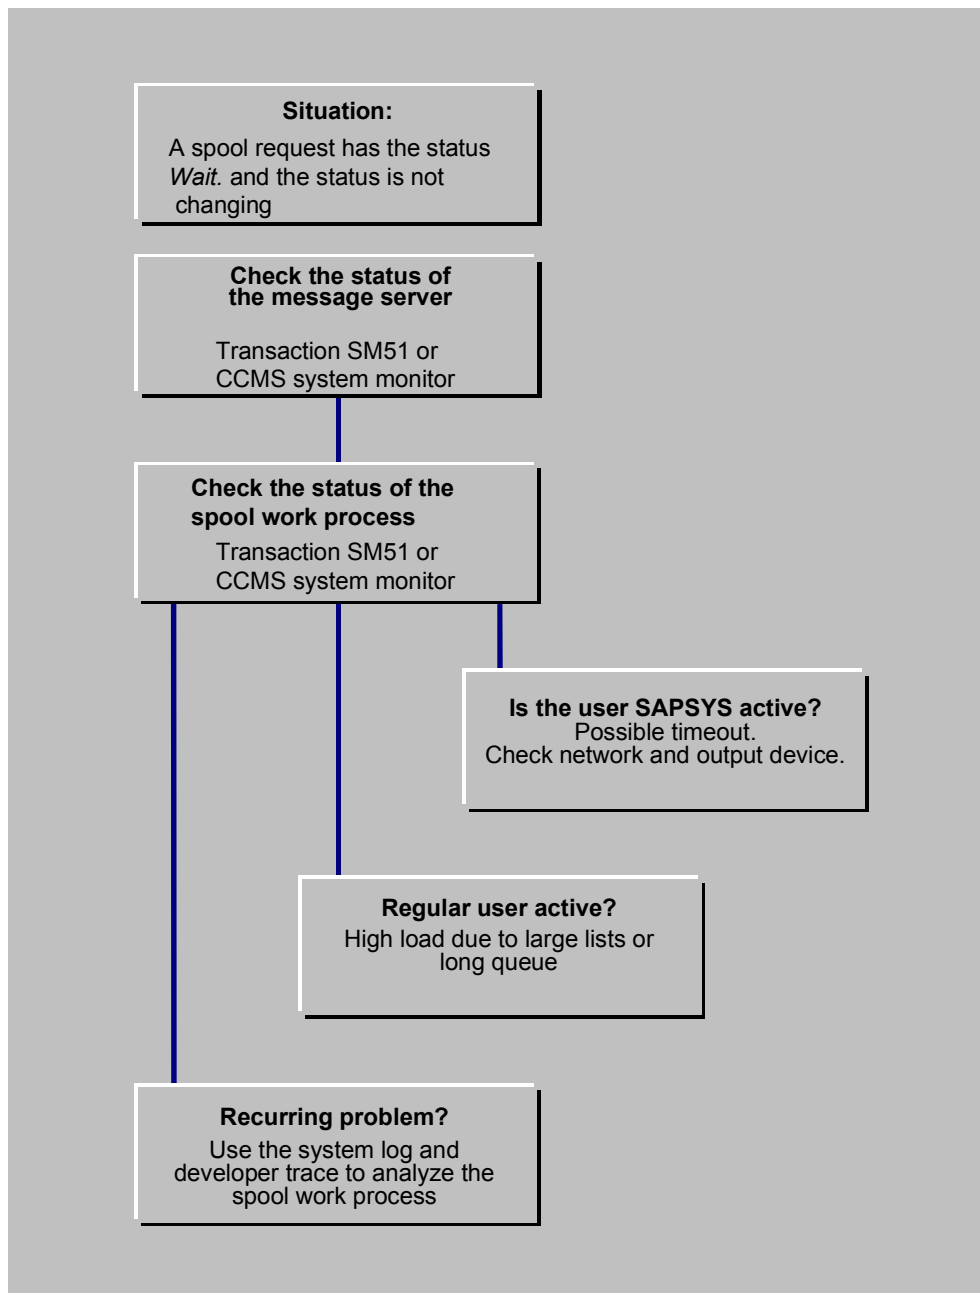 Situation:
A spool request has the status
Wait. and the status is not
changing
Check the status of
the message server
Transaction SM51 or
CCMS system monitor
Check the status of the
spool work process
Transaction SM51 or
CCMS system monitor
Is the user SAPSYS active?
Possible timeout.
Check network and output device.
Regular user active?
High load due to large lists or
long queue
Recurring problem?
Use the system log and
developer trace to analyze the
spool work process